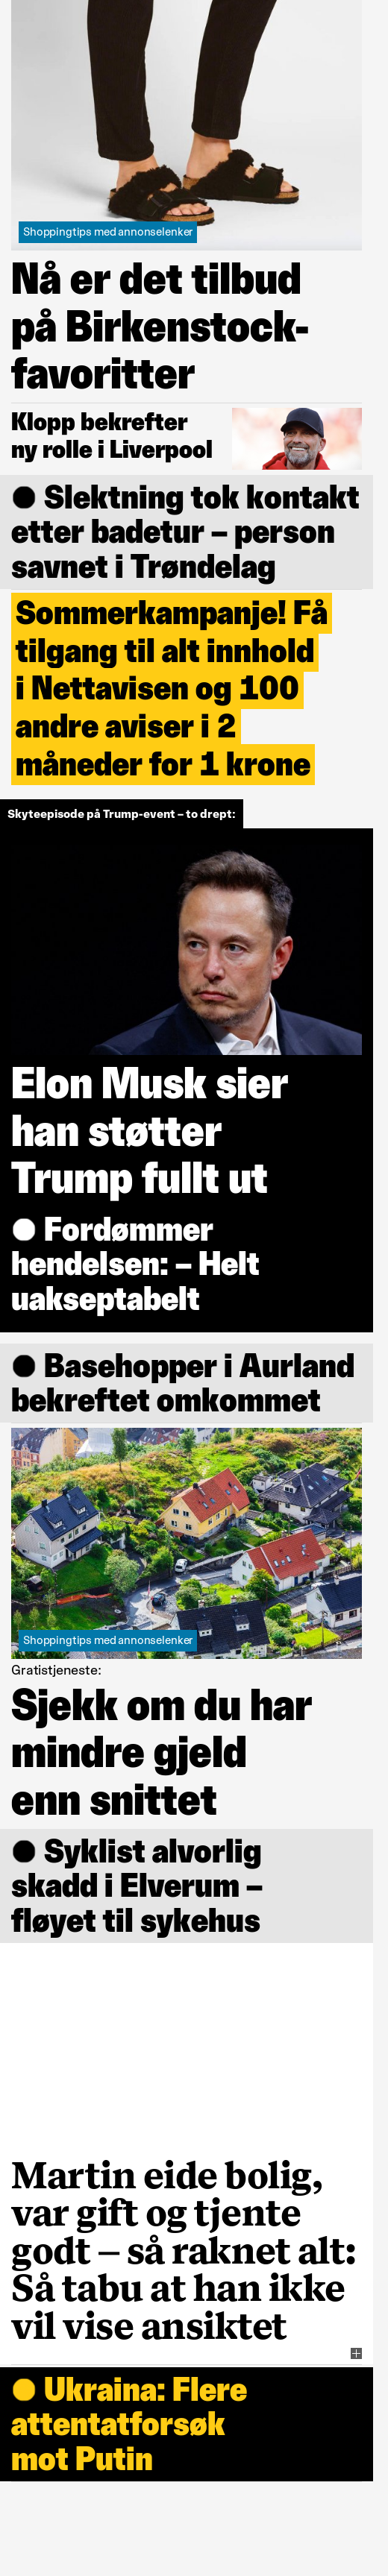 Shoppingtips med annonselenker
Nå er det tilbud
på Birkenstock-
favoritter
Klopp bekrefter
ny rolle i Liverpool
Slektning tok kontakt
etter badetur – person
savnet i Trøndelag
Sommerkampanje! Få
tilgang til alt innhold
i Nettavisen og 100
andre aviser i 2
måneder for 1 krone
Skyteepisode på Trump-event – to drept:
Elon Musk sier
han støtter
Trump fullt ut
Fordømmer
hendelsen: – Helt
uakseptabelt
Basehopper i Aurland
bekreftet omkommet
Shoppingtips med annonselenker
Gratistjeneste:
Sjekk om du har
mindre gjeld
enn snittet
Syklist alvorlig
skadd i Elverum –
fløyet til sykehus
Martin eide bolig,
var gift og tjente
godt – så raknet alt:
Så tabu at han ikke
vil vise ansiktet
Ukraina: Flere
attentatforsøk
mot Putin